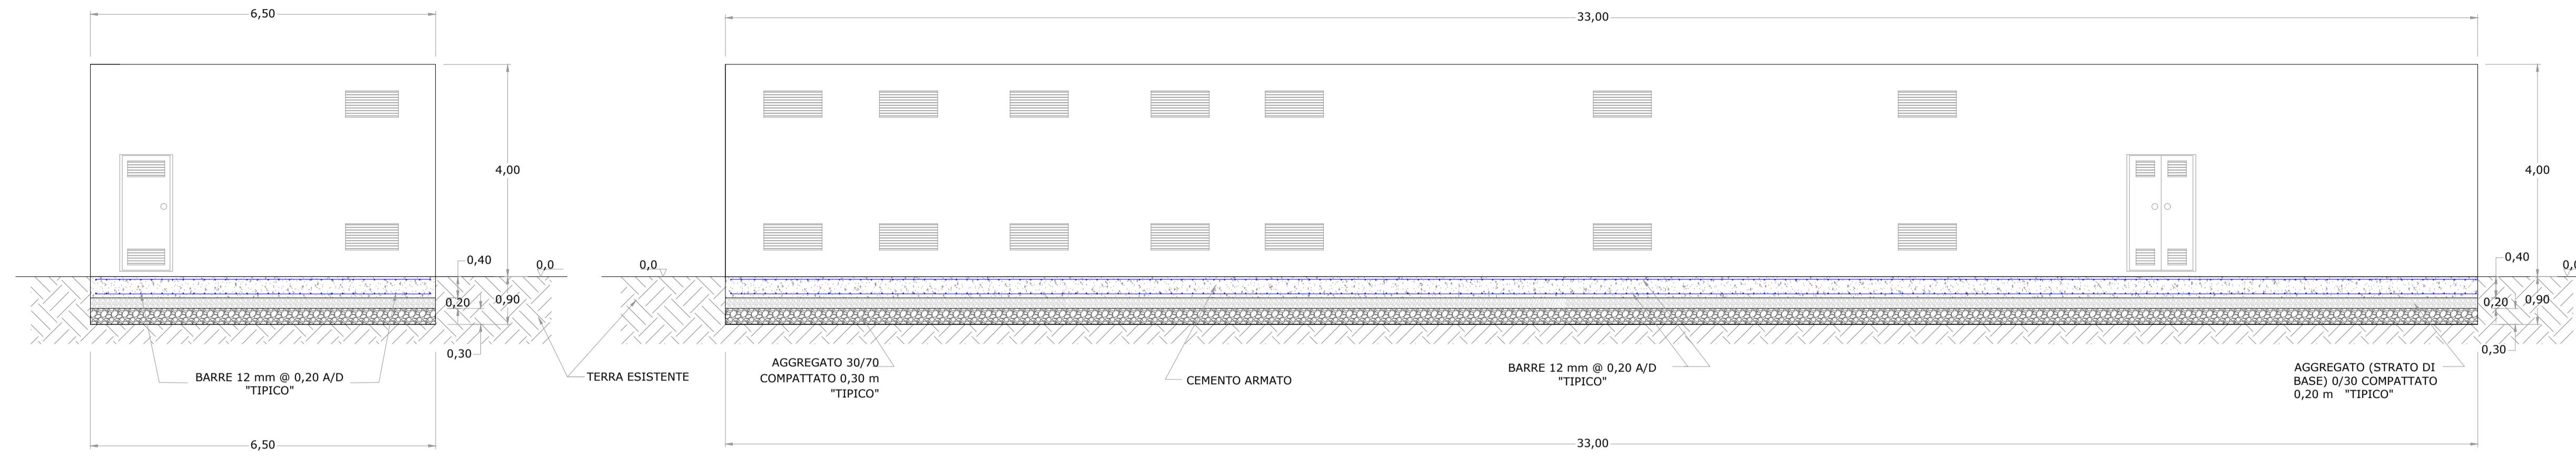 6,50
33,00
4,00
4,00
0,40
0,0
0,0
0,40
0,20
0,90
0,20
0,90
0,30
0,30
BARRE 12 mm @ 0,20 A/D
"TIPICO"
TERRA ESISTENTE
AGGREGATO 30/70
COMPATTATO 0,30 m
"TIPICO"
CEMENTO ARMATO
BARRE 12 mm @ 0,20 A/D
"TIPICO"
AGGREGATO (STRATO DI
BASE) 0/30 COMPATTATO
0,20 m "TIPICO"
6,50
33,00